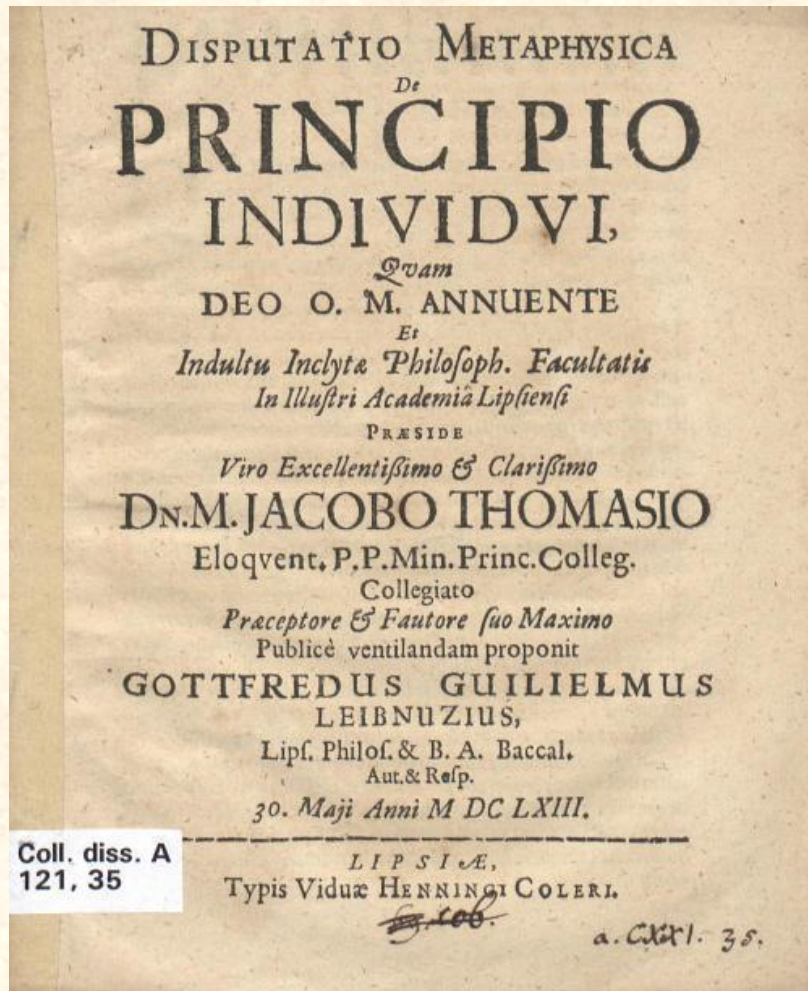 DISPUTATIO METAPHYSICA
De
PRINCIPIO
INDIVIDVI,
Qvam
DEO O. M. ANNUENTE
Et
Indultu Inclytæ Philoſoph. Facultatis
In Illuſtri Academiâ Lipſienſi
PRÆSIDE
Viro Excellentißimo & Clarißimo
DN.M. JACOBO THOMASIO
Eloqvent. P.P. Min. Princ. Colleg.
Collegiato
Præceptore & Fautore ſuo Maximo
Publicè ventilandam proponit
GOTTFREDUS GUILIELMUS
LEIBNUZIUS,
Lipſ. Philoſ. & B. A. Baccal.
Aut. & Reſp.
30. Maji Anni M DC LXIII.
Coll. diss. A
121, 35
LIPSIÆ,
Typis Viduæ HENNINGI COLERI.
a. CXXI. 35.